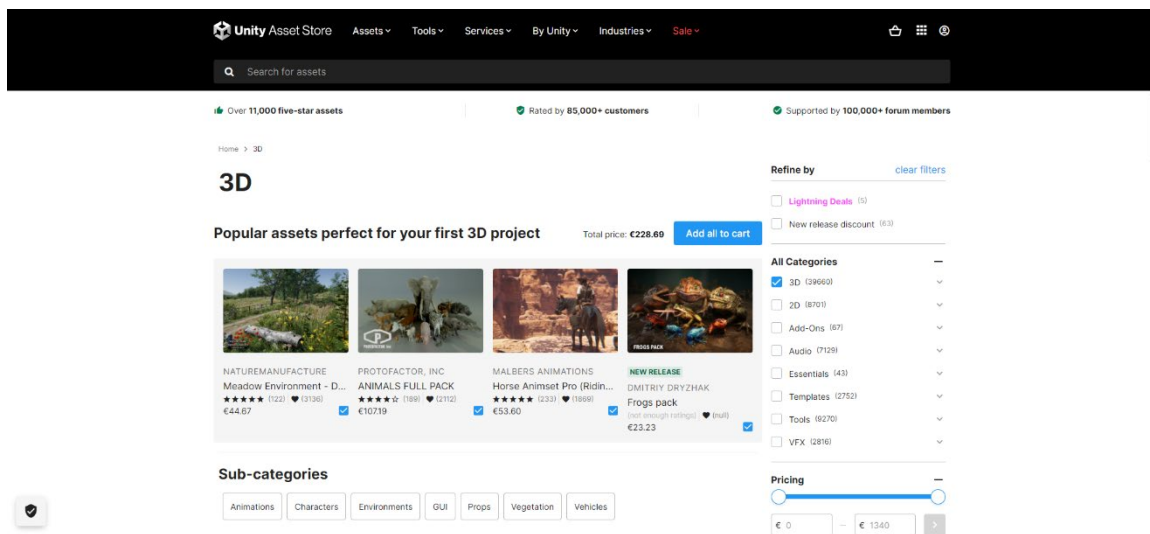 Unity Asset Store Assets Tools Services By Unity Industries Sale
Search for assets
Over 11,000 five-star assets
Rated by 85,000+ customers
Supported by 100,000+ forum members
Home > 3D
3D
Popular assets perfect for your first 3D project
Total price: €228.69
Add all to cart
FROGS PACK
NATUREMANUFACTURE
Meadow Environment - D...
★★★★★ (122) ♥ (3136)
€44.67
PROTOFACTOR, INC
ANIMALS FULL PACK
★★★★☆ (189) ♥ (2112)
€107.19
MALBERS ANIMATIONS
Horse Animset Pro (Ridin...
★★★★★ (233) ♥ (1869)
€53.60
NEW RELEASE
DMITRIY DRYZHAK
Frogs pack
(not enough ratings) ♥ (null)
€23.23
Sub-categories
Animations
Characters
Environments
GUI
Props
Vegetation
Vehicles
Refine by
clear filters
Lightning Deals (5)
New release discount (63)
All Categories
3D (39660)
2D (8701)
Add-Ons (67)
Audio (7129)
Essentials (43)
Templates (2752)
Tools (9270)
VFX (2816)
Pricing
€ 0 – € 1340